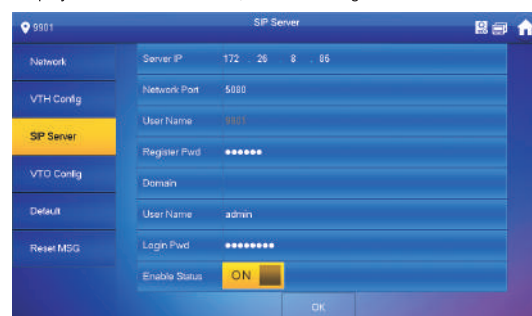 9901
SIP Server
Network
VTH Config
SIP Server
VTO Config
Default
Reset MSG
Server IP 172 . 26 . 8 . 85
Network Port 5080
User Name 9901
Register Pwd ●●●●●●
Domain
User Name admin
Login Pwd ●●●●●●●●
Enable Status ON
OK